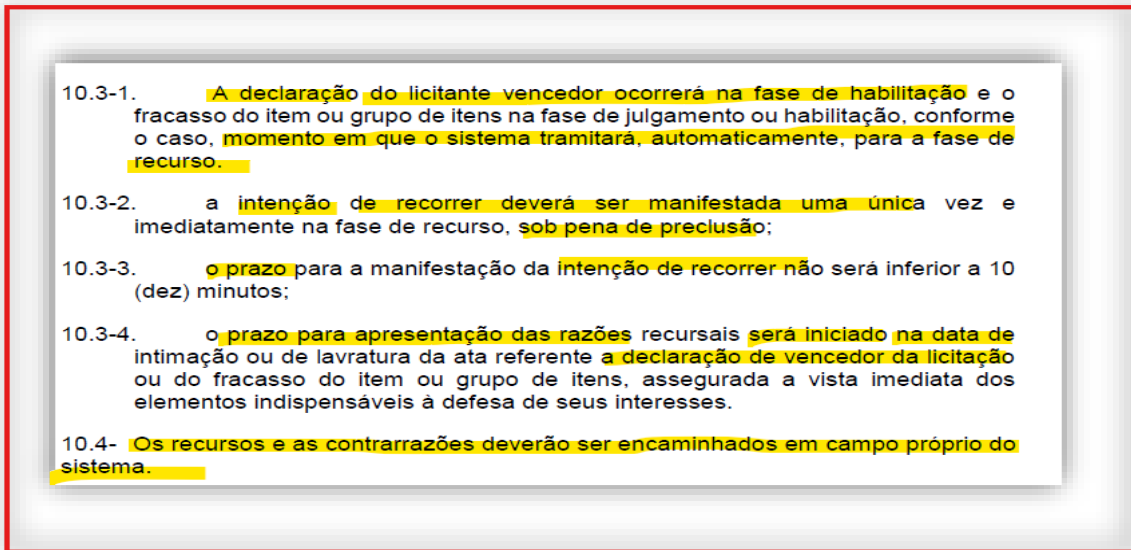 10.3-1. A declaração do licitante vencedor ocorrerá na fase de habilitação e o
fracasso do item ou grupo de itens na fase de julgamento ou habilitação, conforme
o caso, momento em que o sistema tramitará, automaticamente, para a fase de
recurso.
10.3-2. a intenção de recorrer deverá ser manifestada uma única vez e
imediatamente na fase de recurso, sob pena de preclusão;
10.3-3. o prazo para a manifestação da intenção de recorrer não será inferior a 10
(dez) minutos;
10.3-4. o prazo para apresentação das razões recursais será iniciado na data de
intimação ou de lavratura da ata referente a declaração de vencedor da licitação
ou do fracasso do item ou grupo de itens, assegurada a vista imediata dos
elementos indispensáveis à defesa de seus interesses.
10.4- Os recursos e as contrarrazões deverão ser encaminhados em campo próprio do
sistema.